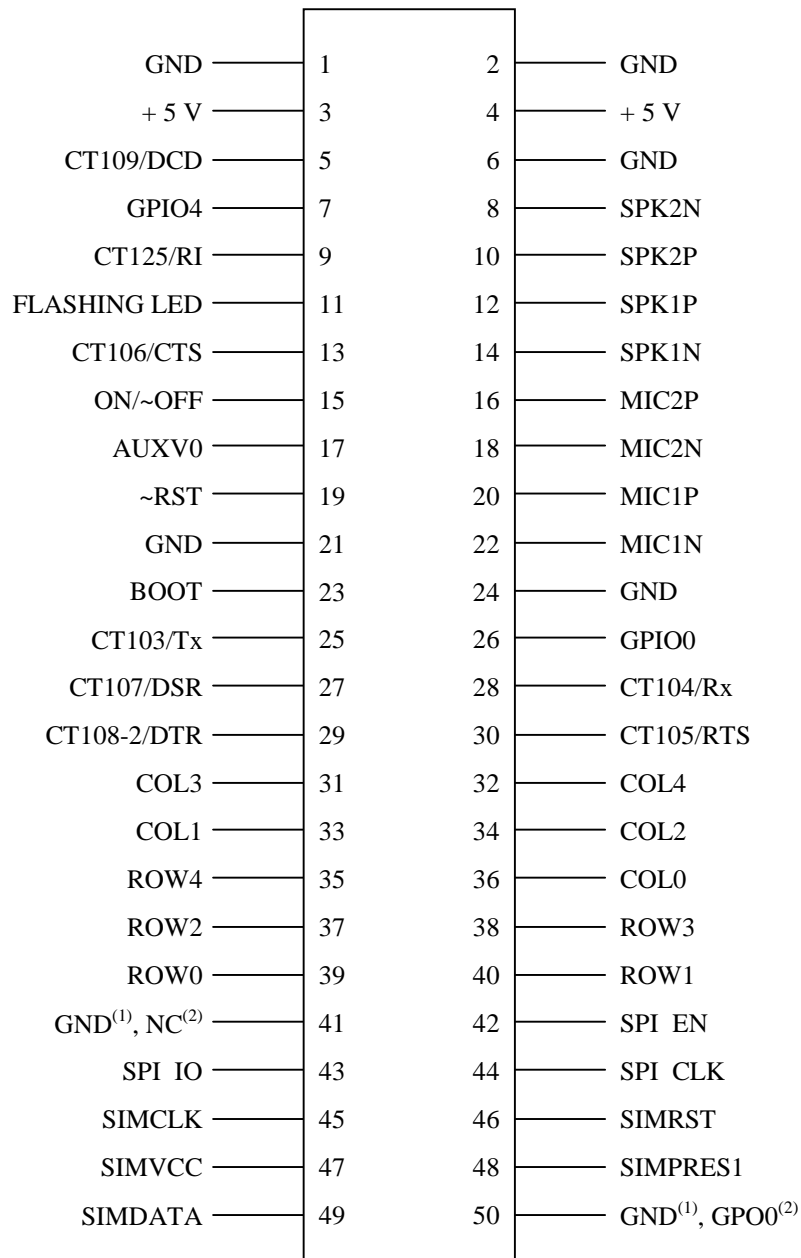 GND 1 2 GND
+ 5 V 3 4 + 5 V
CT109/DCD 5 6 GND
GPIO4 7 8 SPK2N
CT125/RI 9 10 SPK2P
FLASHING LED 11 12 SPK1P
CT106/CTS 13 14 SPK1N
ON/~OFF 15 16 MIC2P
AUXV0 17 18 MIC2N
~RST 19 20 MIC1P
GND 21 22 MIC1N
BOOT 23 24 GND
CT103/Tx 25 26 GPIO0
CT107/DSR 27 28 CT104/Rx
CT108-2/DTR 29 30 CT105/RTS
COL3 31 32 COL4
COL1 33 34 COL2
ROW4 35 36 COL0
ROW2 37 38 ROW3
ROW0 39 40 ROW1
GND(1), NC(2) 41 42 SPI EN
SPI IO 43 44 SPI CLK
SIMCLK 45 46 SIMRST
SIMVCC 47 48 SIMPRES1
SIMDATA 49 50 GND(1), GPO0(2)